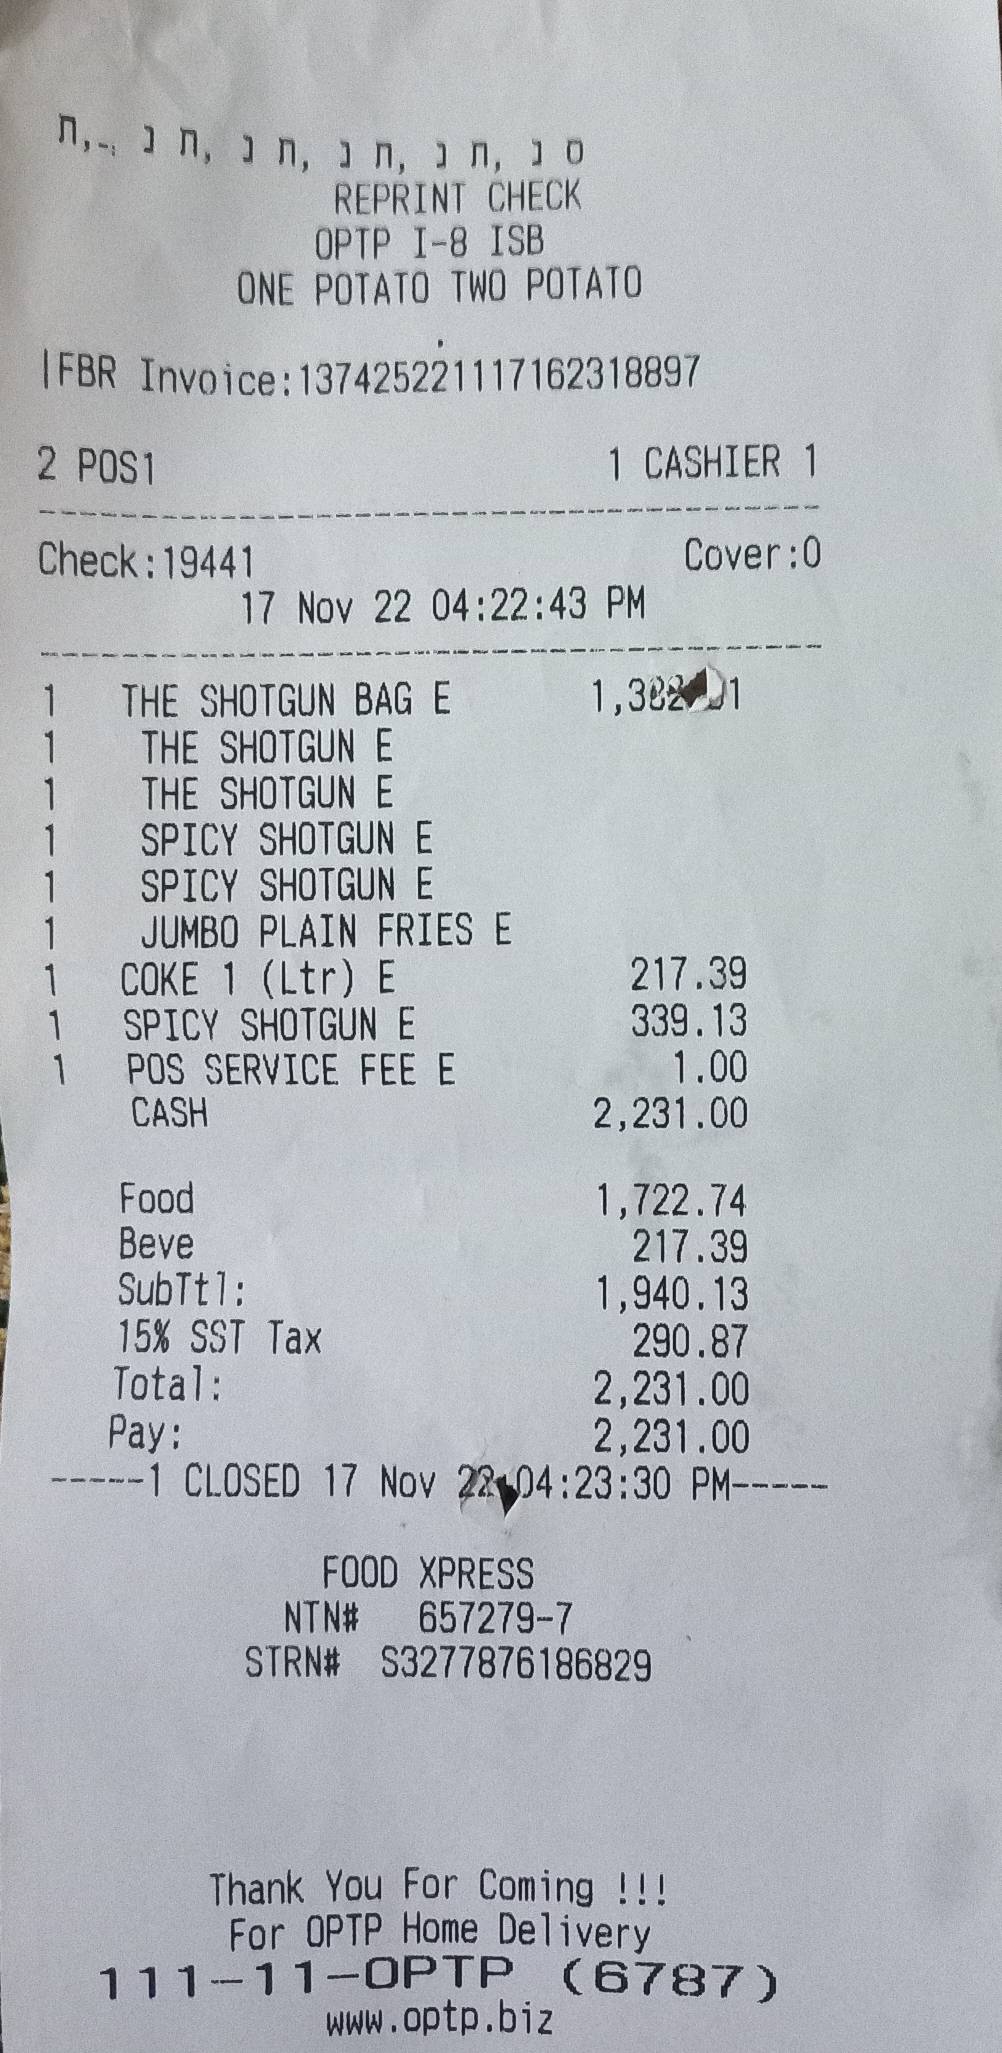 REPRINT CHECK
OPTP I-8 ISB
ONE POTATO TWO POTATO
FBR Invoice:137425221117162318897
2 POS1 1 CASHIER 1
Check:19441 Cover:0
17 Nov 22 04:22:43 PM
1 THE SHOTGUN BAG E
1 THE SHOTGUN E
1 THE SHOTGUN E
1 SPICY SHOTGUN E
1 SPICY SHOTGUN E
1 JUMBO PLAIN FRIES E
1 COKE 1 (Ltr) E 217.39
1 SPICY SHOTGUN E 339.13
1 POS SERVICE FEE E 1.00
CASH 2,231.00
Food 1,722.74
Beve 217.39
SubTtl: 1,940.13
15% SST Tax 290.87
Total: 2,231.00
Pay: 2,231.00
-----1 CLOSED 17 Nov 22 04:23:30 PM-----
FOOD XPRESS
NTN# 657279-7
STRN# S3277876186829
Thank You For Coming !!!
For OPTP Home Delivery
111-11-OPTP (6787)
www.optp.biz